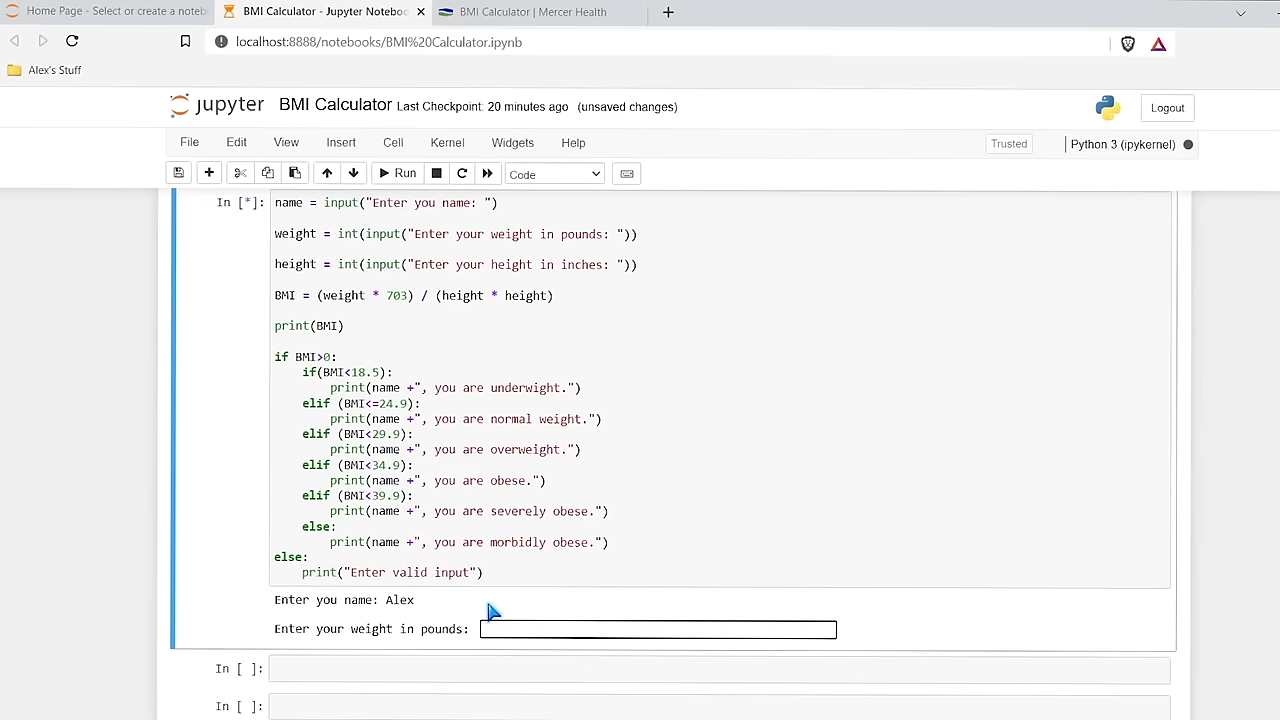 Home Page - Select or create a noteb
BMI Calculator - Jupyter Noteboo
BMI Calculator | Mercer Health
localhost:8888/notebooks/BMI%20Calculator.ipynb
Alex's Stuff
jupyter BMI Calculator Last Checkpoint: 20 minutes ago (unsaved changes)
Logout
File Edit View Insert Cell Kernel Widgets Help
Trusted
Python 3 (ipykernel)
Run
Code
In [*]: name = input("Enter you name: ")
weight = int(input("Enter your weight in pounds: "))
height = int(input("Enter your height in inches: "))
BMI = (weight * 703) / (height * height)
print(BMI)
if BMI>0:
    if(BMI<18.5):
        print(name +", you are underwight.")
    elif (BMI<=24.9):
        print(name +", you are normal weight.")
    elif (BMI<29.9):
        print(name +", you are overweight.")
    elif (BMI<34.9):
        print(name +", you are obese.")
    elif (BMI<39.9):
        print(name +", you are severely obese.")
    else:
        print(name +", you are morbidly obese.")
else:
    print("Enter valid input")
Enter you name: Alex
Enter your weight in pounds:
In [ ]:
In [ ]: